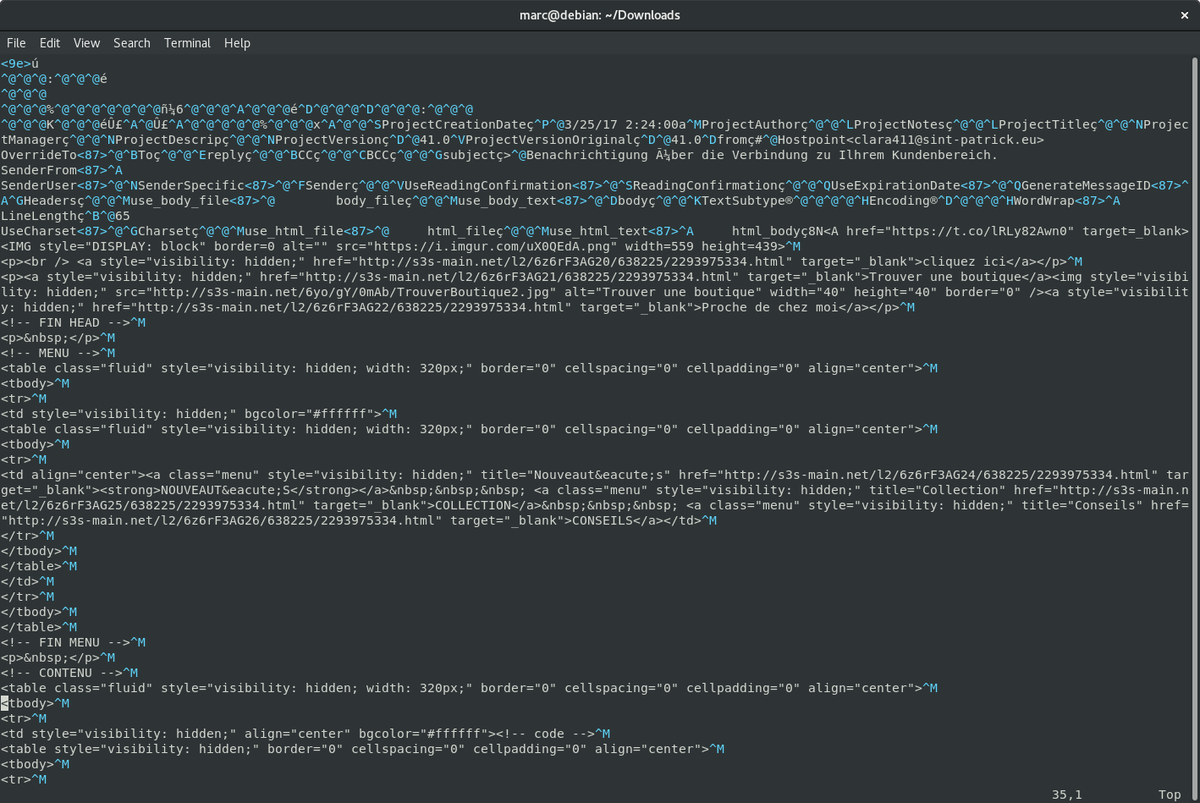 marc@debian: ~/Downloads ×
File Edit View Search Terminal Help
<9e>ú
^@^@^@:^@^@^@é
^@^@^@
^@^@^@%^@^@^@^@^@^@^@ñ¼6^@^@^@^A^@^@^@é^D^@^@^@^D^@^@^@:^@^@^@
^@^@^@K^@^@^@éÛ£^A^@Û£^A^@^@^@^@^@%^@^@^@x^A^@^@^SProjectCreationDateç^P^@3/25/17 2:24:00a^MProjectAuthorç^@^@^LProjectNotesç^@^@^LProjectTitleç^@^@^NProjec
tManagerç^@^@^NProjectDescripç^@^@^NProjectVersionç^D^@41.0^VProjectVersionOriginalç^D^@41.0^Dfromç#^@Hostpoint<clara411@sint-patrick.eu>
OverrideTo<87>^@^BToç^@^@^Ereplyç^@^@^BCCç^@^@^CBCCç^@^@^Gsubjectç>^@Benachrichtigung Ã¼ber die Verbindung zu Ilhrem Kundenbereich.
SenderFrom<87>^A
SenderUser<87>^@^NSenderSpecific<87>^@^FSenderç^@^@^VUseReadingConfirmation<87>^@^SReadingConfirmationç^@^@^QUseExpirationDate<87>^@^QGenerateMessageID<87>^
A^GHeadersç^@^@^Muse_body_file<87>^@ body_fileç^@^@^Muse_body_text<87>^@^Dbodyç^@^@^KTextSubtype®^@^@^@^@^HEncoding®^D^@^@^@^HWordWrap<87>^A
LineLengthç^B^@65
UseCharset<87>^@^GCharsetç^@^@^Muse_html_file<87>^@ html_fileç^@^@^Muse_html_text<87>^A html_bodyç8N<A href="https://t.co/lRLy82Awn0" target=_blank>
<IMG style="DISPLAY: block" border=0 alt="" src="https://i.imgur.com/uX0QEdA.png" width=559 height=439>^M
<p><br /> <a style="visibility: hidden;" href="http://s3s-main.net/l2/6z6rF3AG20/638225/2293975334.html" target="_blank">cliquez ici</a></p>^M
<p><a style="visibility: hidden;" href="http://s3s-main.net/l2/6z6rF3AG21/638225/2293975334.html" target="_blank">Trouver une boutique</a><img style="visibi
lity: hidden;" src="http://s3s-main.net/6yo/gY/0mAb/TrouverBoutique2.jpg" alt="Trouver une boutique" width="40" height="40" border="0" /><a style="visibilit
y: hidden;" href="http://s3s-main.net/l2/6z6rF3AG22/638225/2293975334.html" target="_blank">Proche de chez moi</a></p>^M
<!-- FIN HEAD -->^M
<p>&nbsp;</p>^M
<!-- MENU -->^M
<table class="fluid" style="visibility: hidden; width: 320px;" border="0" cellspacing="0" cellpadding="0" align="center">^M
<tbody>^M
<tr>^M
<td style="visibility: hidden;" bgcolor="#ffffff">^M
<table class="fluid" style="visibility: hidden; width: 320px;" border="0" cellspacing="0" cellpadding="0" align="center">^M
<tbody>^M
<tr>^M
<td align="center"><a class="menu" style="visibility: hidden;" title="Nouveaut&eacute;s" href="http://s3s-main.net/l2/6z6rF3AG24/638225/2293975334.html" tar
get="_blank"><strong>NOUVEAUT&eacute;S</strong></a>&nbsp;&nbsp;&nbsp; <a class="menu" style="visibility: hidden;" title="Collection" href="http://s3s-main.n
et/l2/6z6rF3AG25/638225/2293975334.html" target="_blank">COLLECTION</a>&nbsp;&nbsp;&nbsp; <a class="menu" style="visibility: hidden;" title="Conseils" href=
"http://s3s-main.net/l2/6z6rF3AG26/638225/2293975334.html" target="_blank">CONSEILS</a></td>^M
</tr>^M
</tbody>^M
</table>^M
</td>^M
</tr>^M
</tbody>^M
</table>^M
<!-- FIN MENU -->^M
<p>&nbsp;</p>^M
<!-- CONTENU -->^M
<table class="fluid" style="visibility: hidden; width: 320px;" border="0" cellspacing="0" cellpadding="0" align="center">^M
<tbody>^M
<tr>^M
<td style="visibility: hidden;" align="center" bgcolor="#ffffff"><!-- code -->^M
<table style="visibility: hidden;" border="0" cellspacing="0" cellpadding="0" align="center">^M
<tbody>^M
<tr>^M
35,1 Top